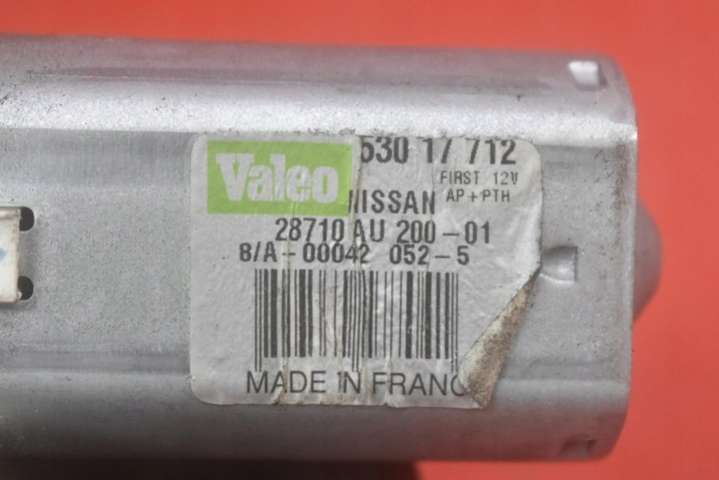 Valeo 530 17 712
FIRST 12V
NISSAN AP+PTH
28710 AU 200-01
8/A-00042 052-5
MADE IN FRANC